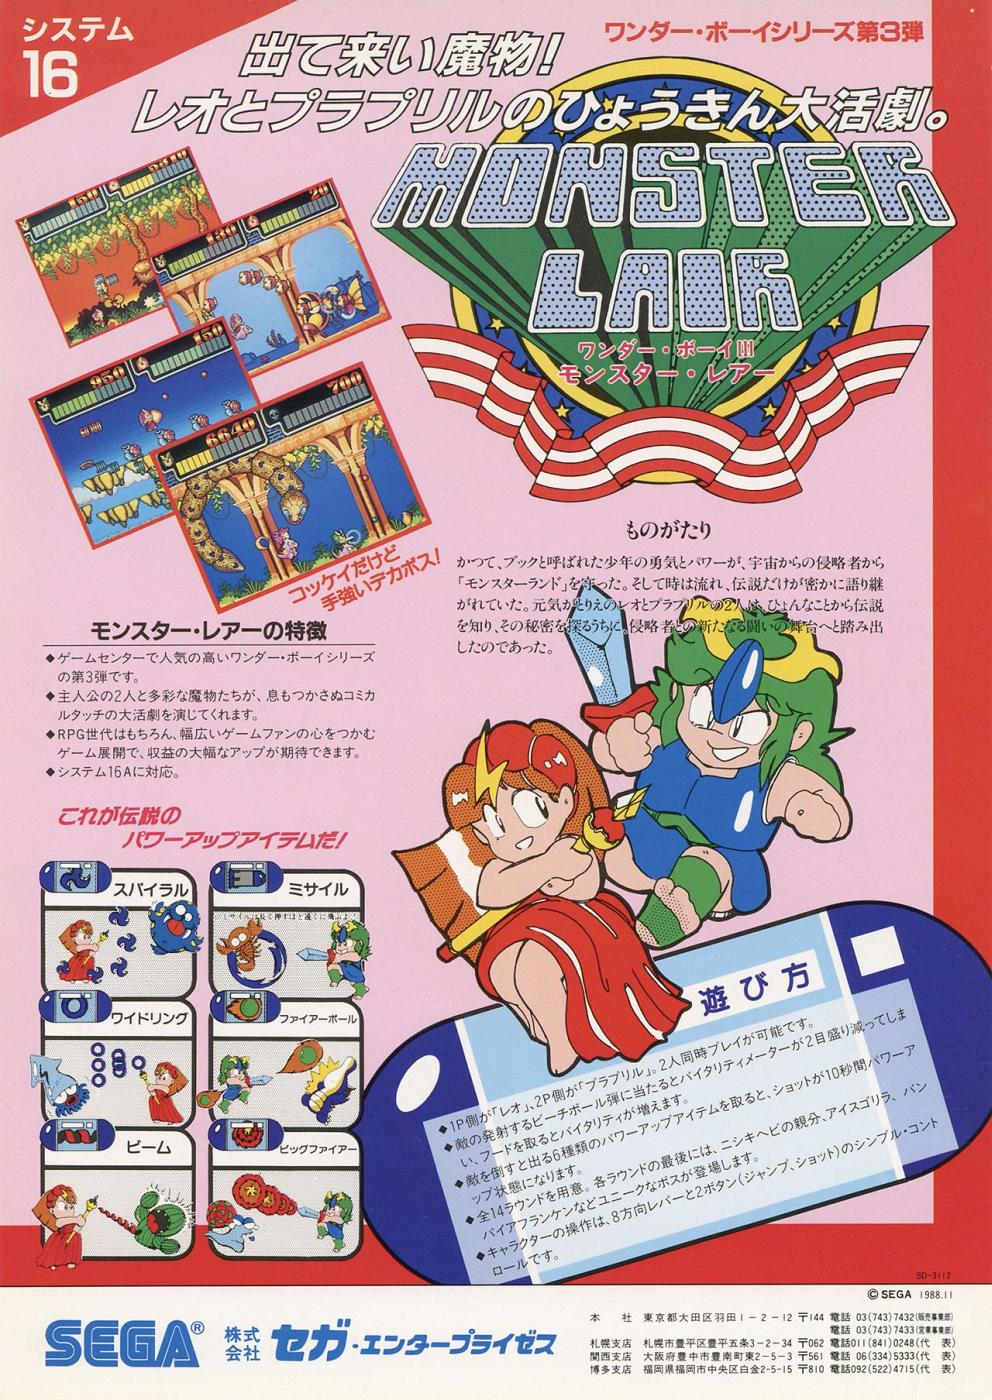 システム
16
ワンダー・ボーイシリーズ第3弾
出て来い魔物!
レオとプラプリルのひょうきん大活劇。
MONSTER
LAIR
ワンダー・ボーイIII
モンスター・レアー
150
5310
180
20
950
150
6640
700
コッケイだけど
手強いデカボス!
ものがたり
かつて、ブックと呼ばれた少年の勇気とパワーが、宇宙からの侵略者から
「モンスターランド」を守った。そして時は流れ、伝説だけが密かに語り継
がれていた。元気がとりえのレオとプラプリルの2人は、ひょんなことから伝説
を知り、その秘密を探るうちに、侵略者との新たなる闘いの舞台へと踏み出
したのであった。
モンスター・レアーの特徴
◆ゲームセンターで人気の高いワンダー・ボーイシリーズ
の第3弾です。
◆主人公の2人と多彩な魔物たちが、息もつかさぬコミカ
ルタッチの大活劇を演じてくれます。
◆RPG世代はもちろん、幅広いゲームファンの心をつかむ
ゲーム展開で、収益の大幅なアップが期待できます。
◆システム16Aに対応。
これが伝説の
パワーアップアイテムだ!
スパイラル
ミサイル
ミサイルは長く押すほど遠くに飛ぶよ!
ワイドリング
ファイアーボール
ビーム
ビッグファイアー
遊び方
◆1P側が「レオ」、2P側が「プラプリル」。2人同時プレイが可能です。
◆敵の発射するピーチボール弾に当たるとバイタリティメーターが2目盛り減ってしま
い、フードを取るとバイタリティが増えます。
◆敵を倒すと出る6種類のパワーアップアイテムを取ると、ショットが10秒間パワーア
ップ状態になります。
◆全14ラウンドを用意。各ラウンドの最後には、ニシキヘビの親分、アイスゴリラ、バン
パイアフランケンなどユニークなボスが登場します。
◆キャラクターの操作は、8方向レバーと2ボタン(ジャンプ、ショット)のシンプル・コント
ロールです。
SD-3112
©SEGA 1988.11
SEGA®
株式会社 セガ・エンタープライゼス
本 社 東京都大田区羽田1-2-12 〒144 電話 03(743)7432(販売事業部)
電話 03(743)7433(営業事業部)
札幌支店 札幌市豊平区豊平五条3-2-34 〒062 電話011(841)0248(代 表)
関西支店 大阪府豊中市豊南町東2-5-3 〒561 電話 06(334)5333(代 表)
博多支店 福岡県福岡市中央区白金2-5-15 〒810 電話092(522)4715(代 表)